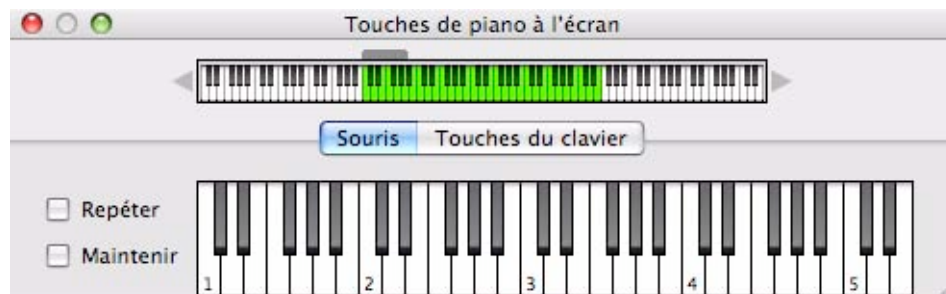 Touches de piano à l'écran
Souris Touches du clavier
Repéter
Maintenir
1 2 3 4 5